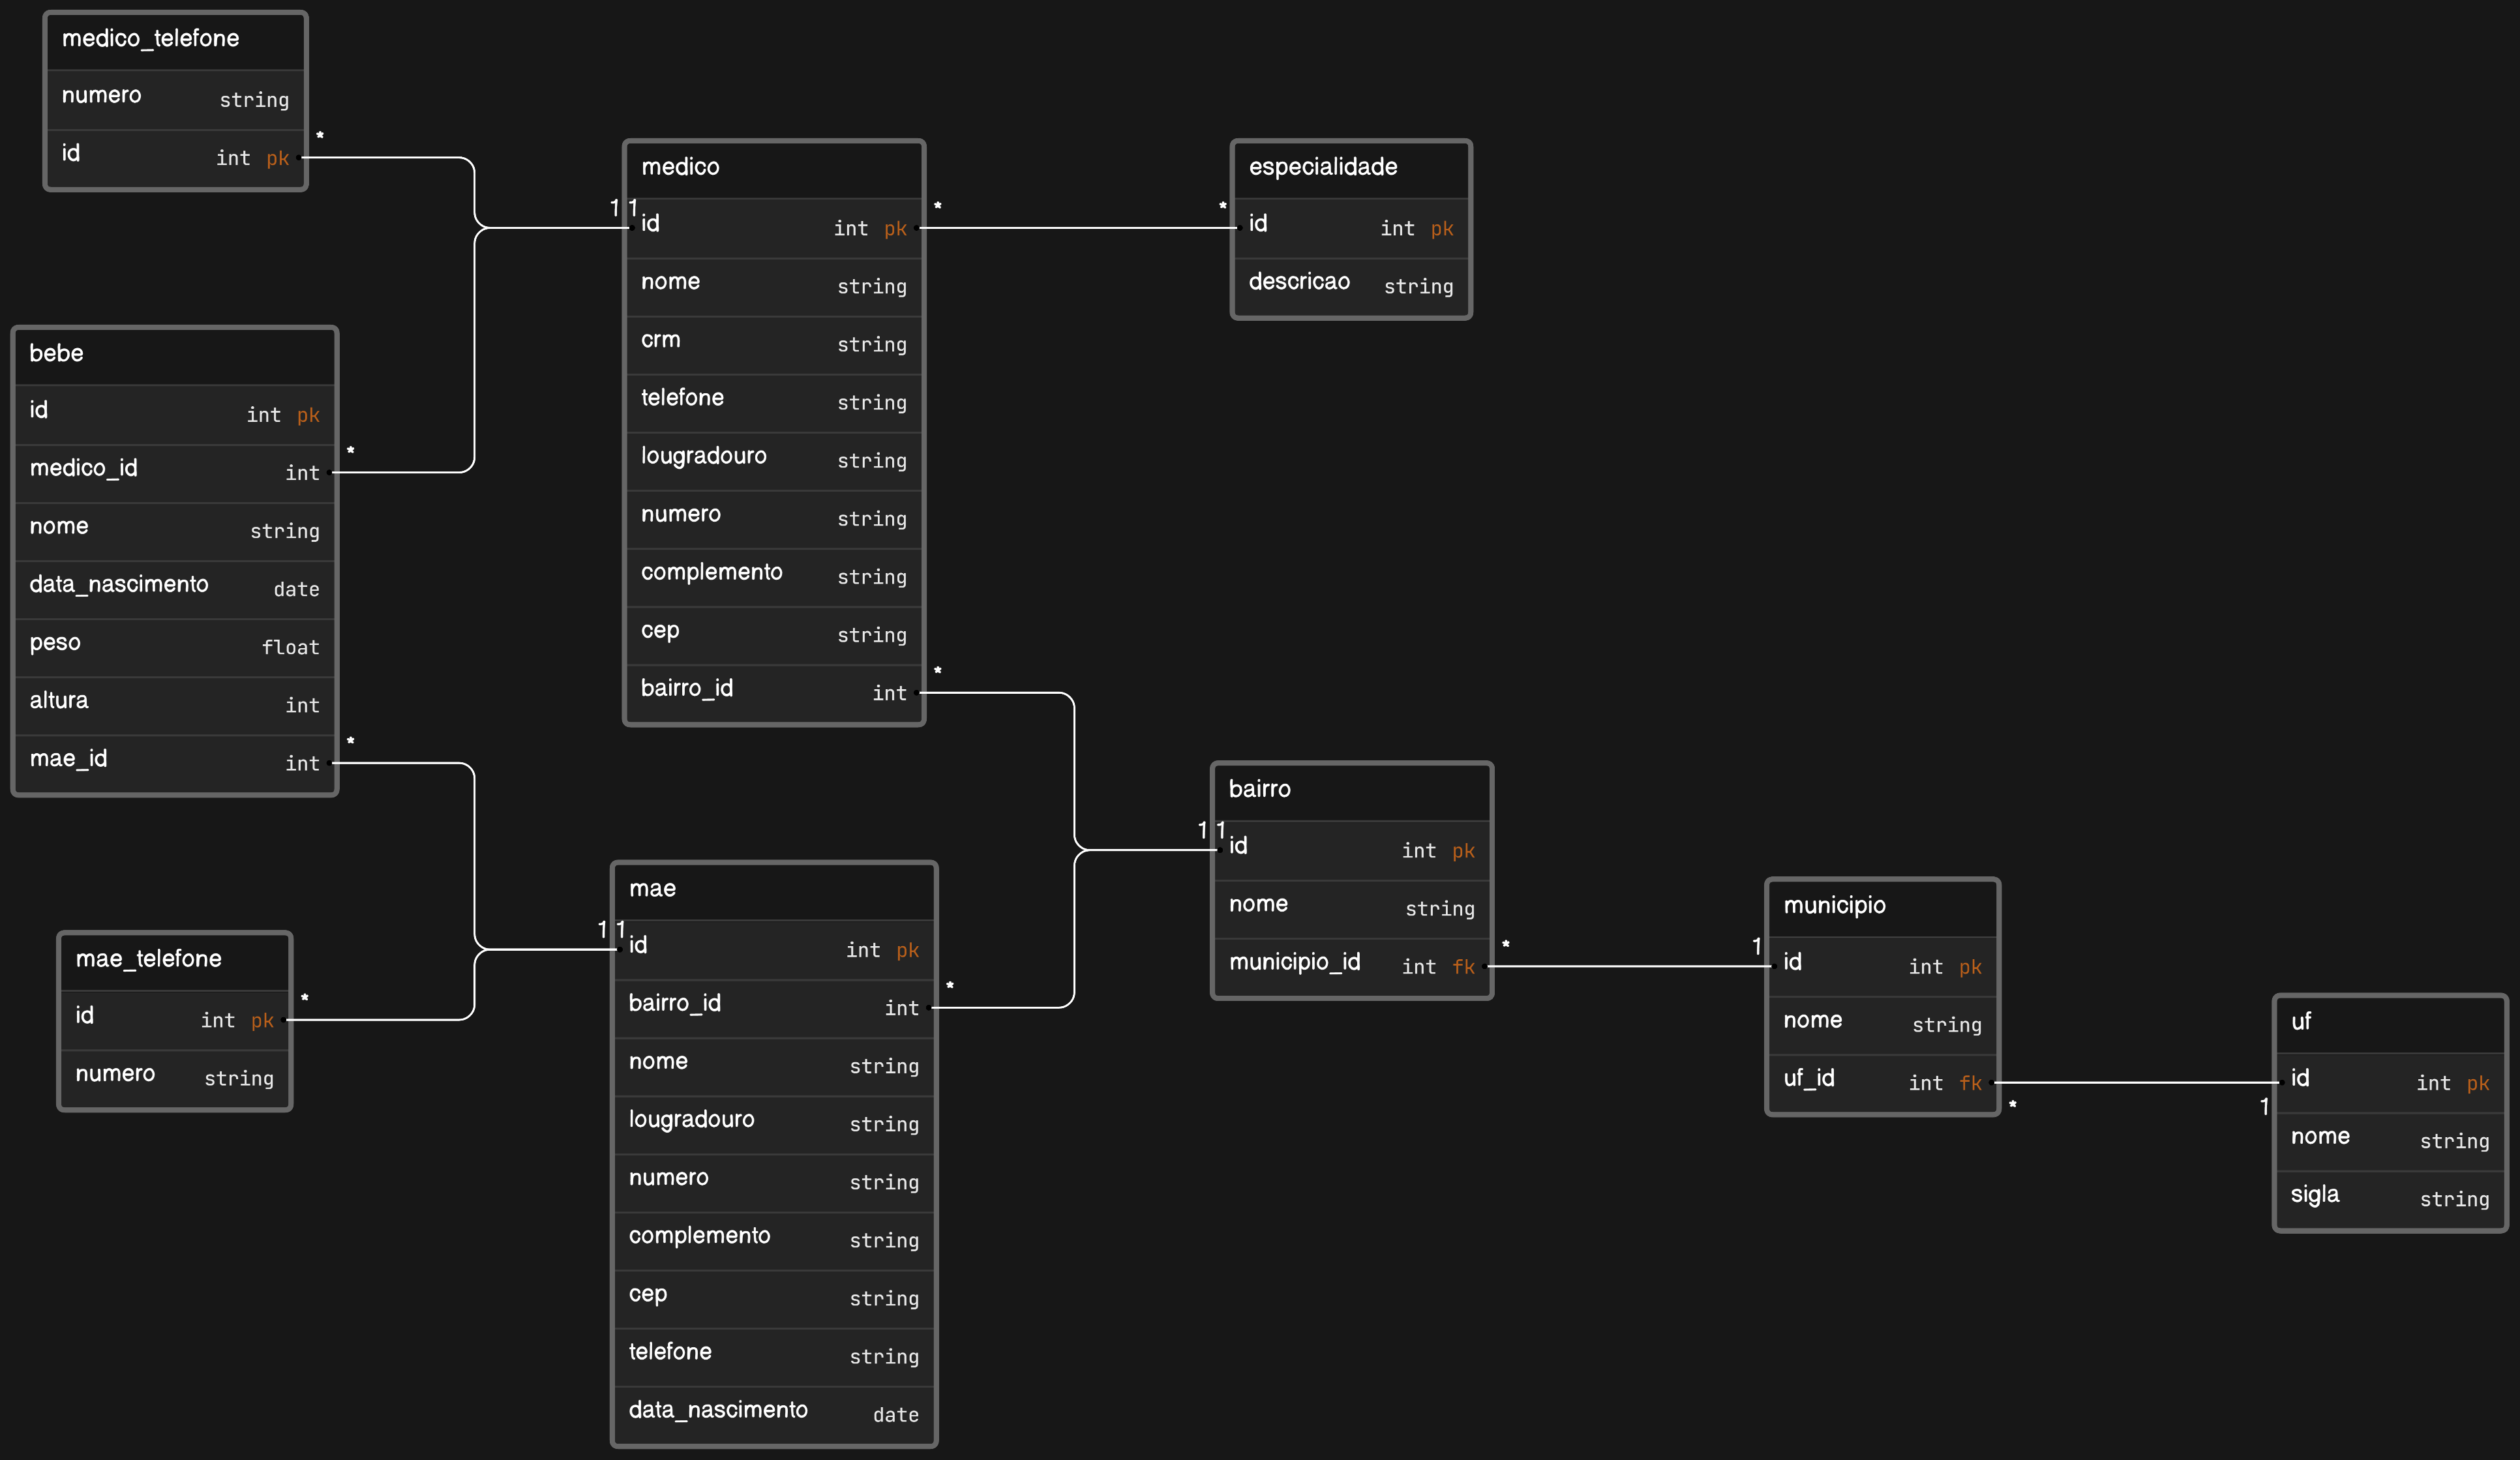 medico_telefone
numero string
id int pk
*
bebe
id int pk
medico_id int
*
nome string
data_nascimento date
peso float
altura int
mae_id int
*
mae_telefone
id int pk
*
numero string
medico
1 1
id int pk
*
nome string
crm string
telefone string
lougradouro string
numero string
complemento string
cep string
bairro_id int
*
mae
1 1
id int pk
bairro_id int
*
nome string
lougradouro string
numero string
complemento string
cep string
telefone string
data_nascimento date
especialidade
*
id int pk
descricao string
bairro
1 1
id int pk
nome string
municipio_id int fk
*
municipio
1
id int pk
nome string
uf_id int fk
*
uf
id int pk
1
nome string
sigla string